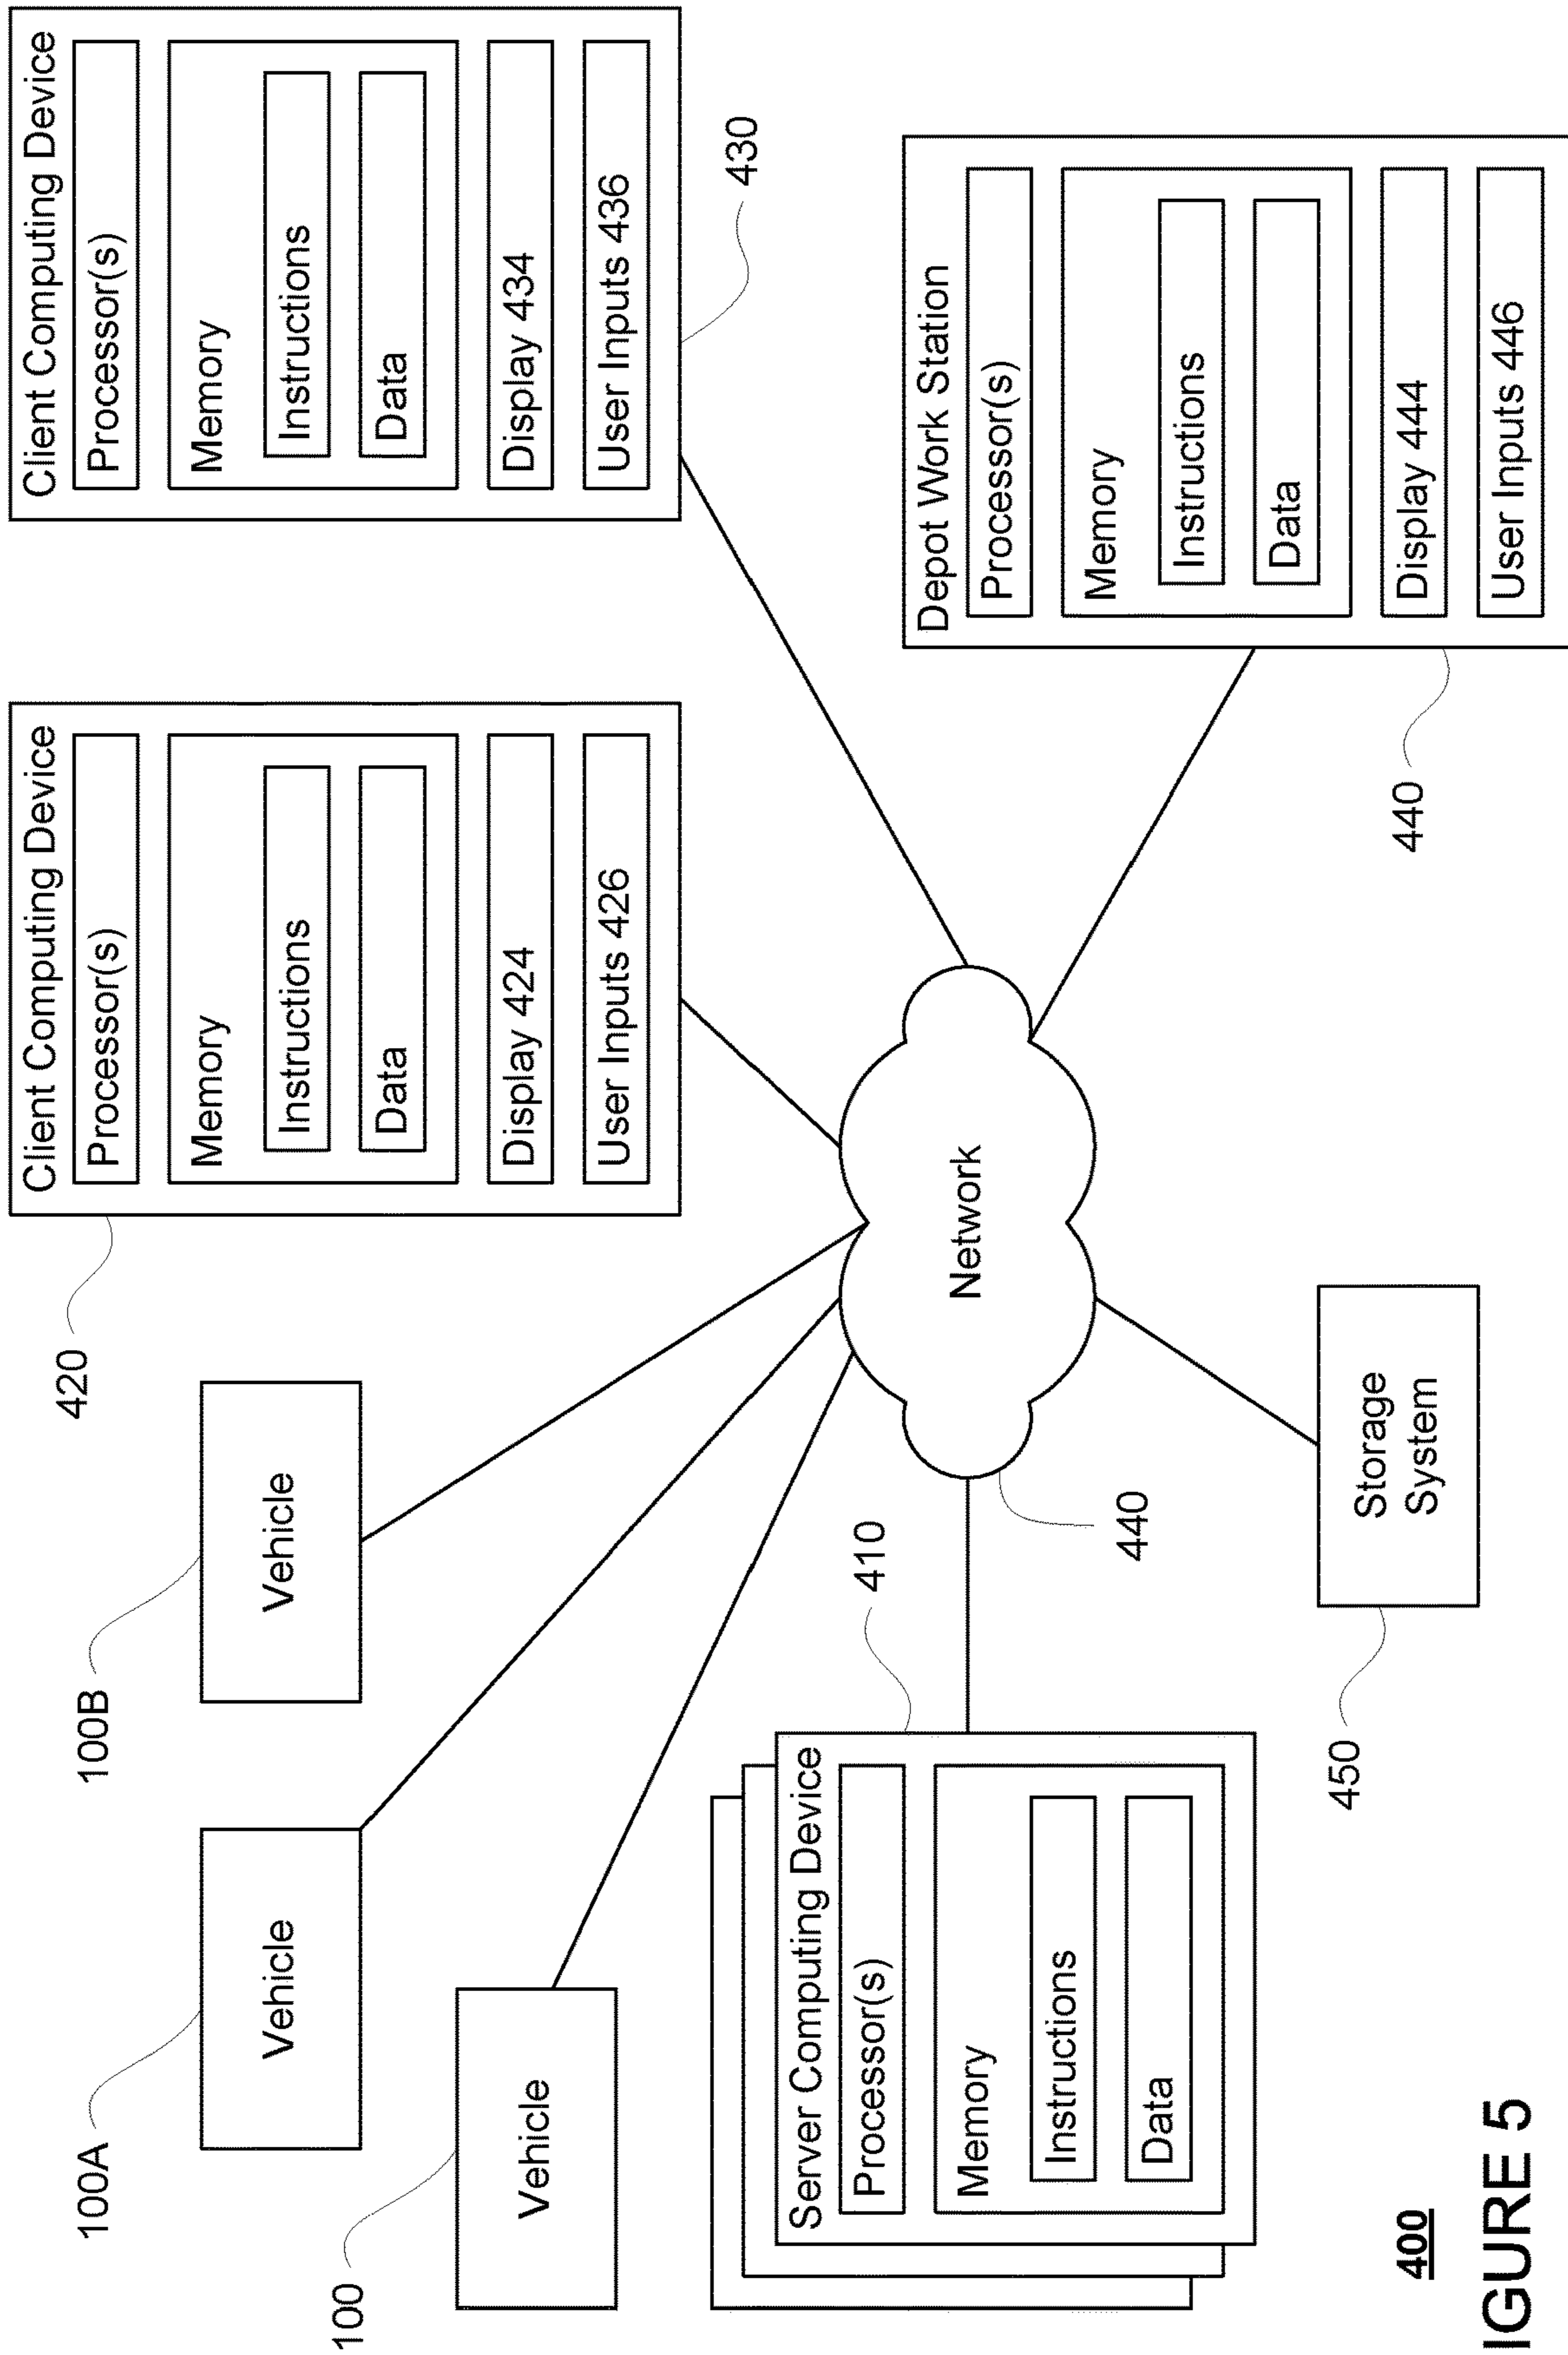 Client Computing Device
Processor(s)
Memory
Instructions
Data
Display 424
User Inputs 426
420
Client Computing Device
Processor(s)
Memory
Instructions
Data
Display 434
User Inputs 436
430
100A
Vehicle
100B
Vehicle
100
Vehicle
Network
440
Server Computing Device
Processor(s)
Memory
Instructions
Data
410
Depot Work Station
Processor(s)
Memory
Instructions
Data
Display 444
User Inputs 446
440
Storage
System
450
400
IGURE 5